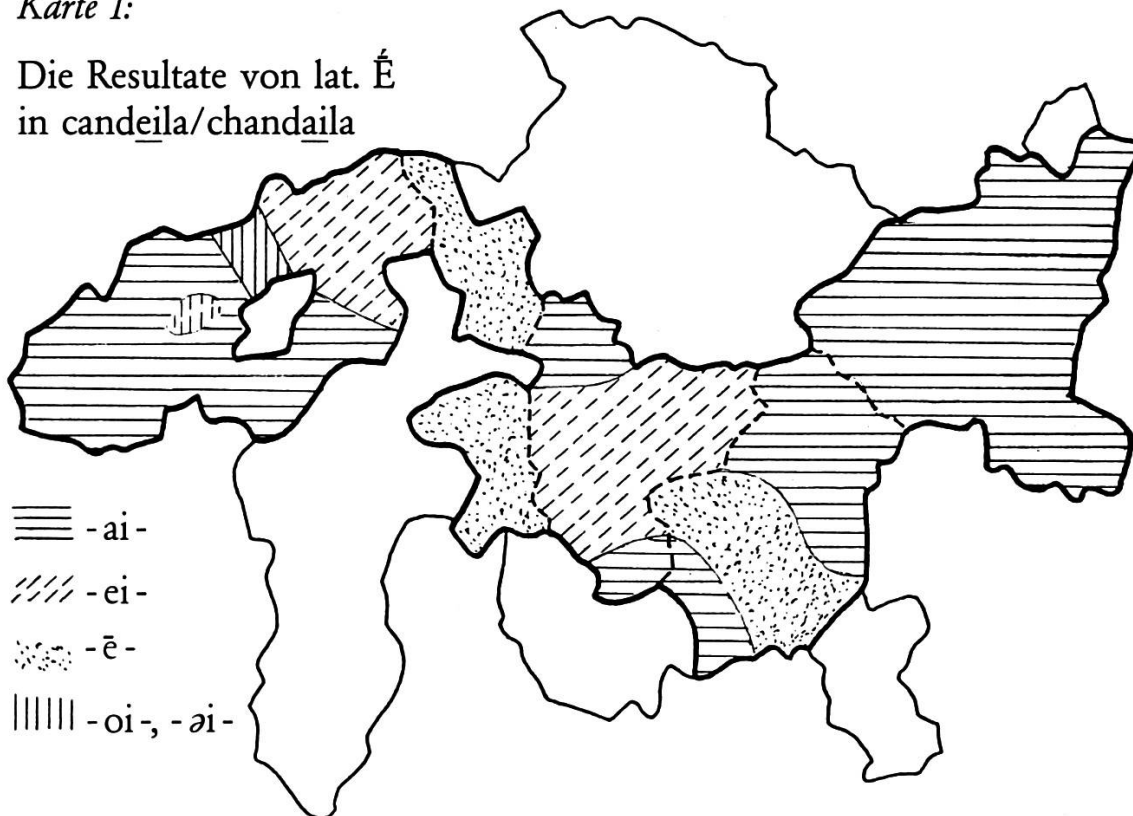 Karte 1:
Die Resultate von lat. É̄
in candeila/chandaila
-ai-
-ei-
-ē-
-oi-, -əi-